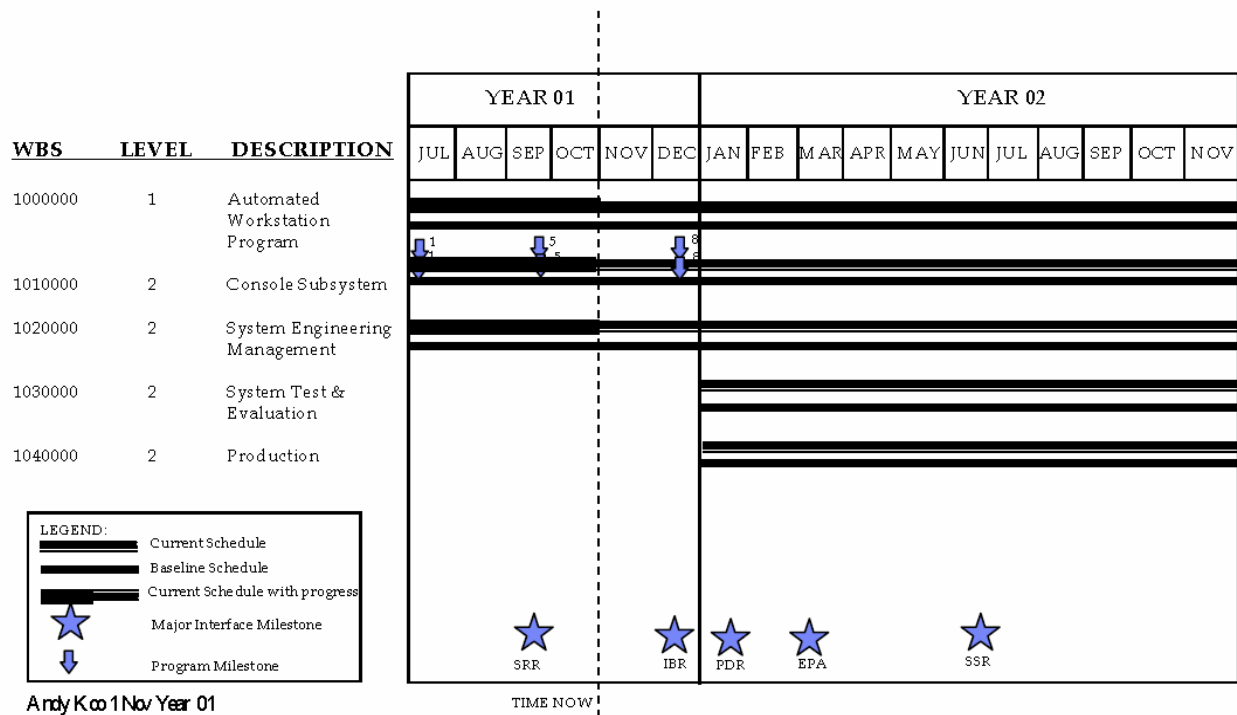 YEAR 01 YEAR 02
WBS LEVEL DESCRIPTION JUL AUG SEP OCT NOV DEC JAN FEB MAR APR MAY JUN JUL AUG SEP OCT NOV
1000000 1 Automated
Workstation
Program
1 5 8
1 5 8
1010000 2 Console Subsystem
1020000 2 System Engineering
Management
1030000 2 System Test &
Evaluation
1040000 2 Production
LEGEND:
Current Schedule
Baseline Schedule
Current Schedule with progress
Major Interface Milestone
Program Milestone
SRR IBR PDR EPA SSR
Andy Koo 1 Nov Year 01
TIME NOW